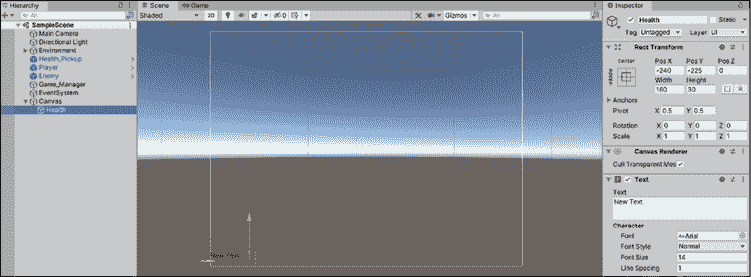 Hierarchy
All
SampleScene
Main Camera
Directional Light
Environment
Health_Pickup
Player
Enemy
Game_Manager
EventSystem
Canvas
Health
Scene
Game
Shaded
2D
0
Gizmos
All
Inspector
Health
Static
Tag Untagged
Layer UI
Rect Transform
center
middle
Pos X Pos Y Pos Z
-240 -225 0
Width Height
160 30
R
Anchors
Pivot X 0.5 Y 0.5
Rotation X 0 Y 0 Z 0
Scale X 1 Y 1 Z 1
Canvas Renderer
Cull Transparent Mes
Text
Text
New Text
Character
Font Arial
Font Style Normal
Font Size 14
Line Spacing 1